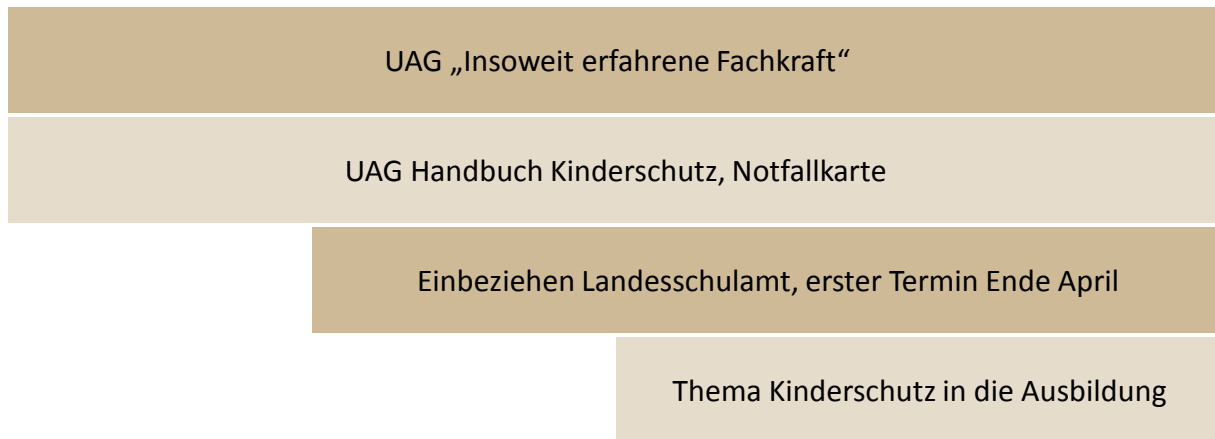 UAG „Insoweit erfahrene Fachkraft“
UAG Handbuch Kinderschutz, Notfallkarte
Einbeziehen Landesschulamt, erster Termin Ende April
Thema Kinderschutz in die Ausbildung